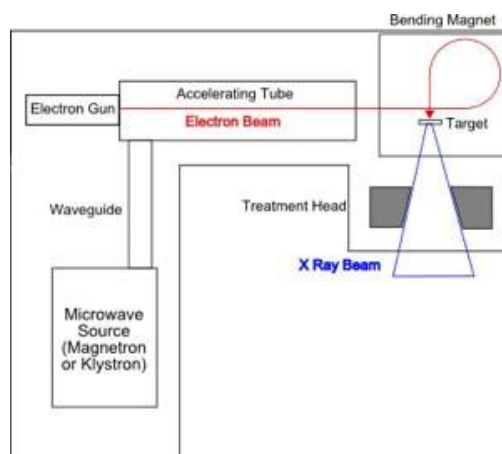 Bending Magnet
Accelerating Tube
Electron Gun
Electron Beam
Target
Waveguide
Treatment Head
X Ray Beam
Microwave
Source
(Magnetron
or Klystron)